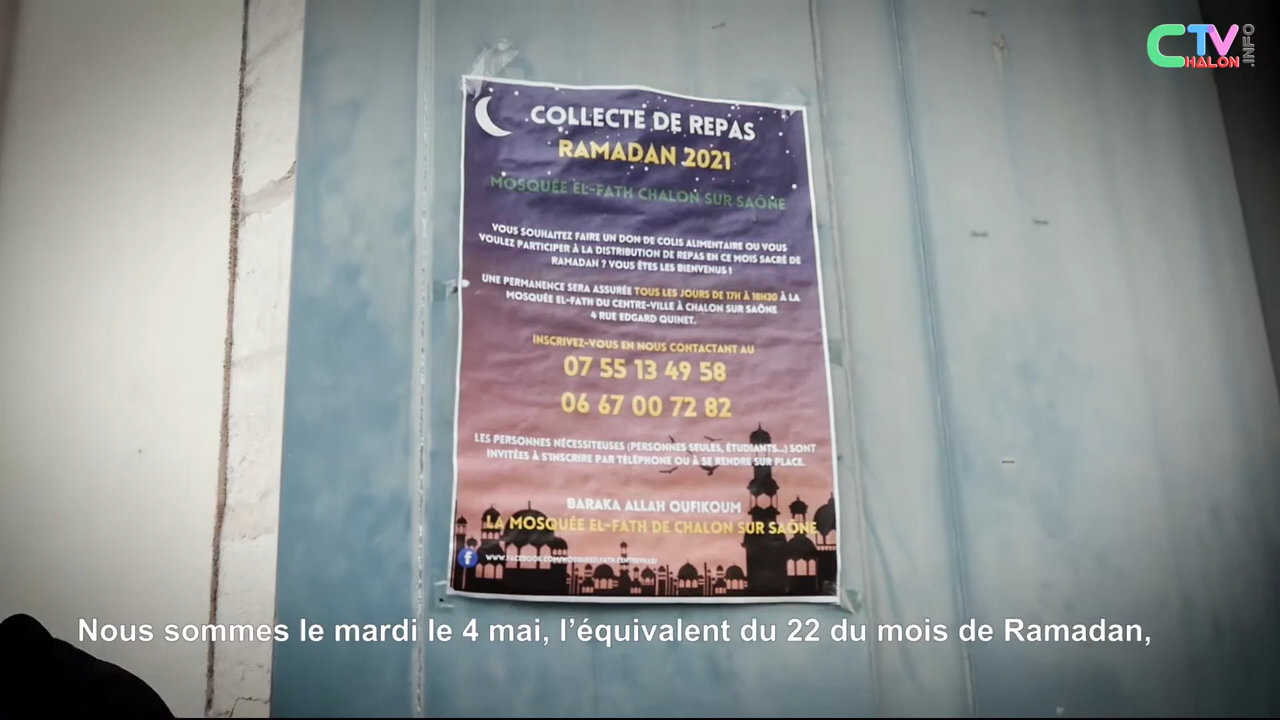 CTV
CHALON
.INFO
COLLECTE DE REPAS
RAMADAN 2021
MOSQUÉE EL-FATH CHALON SUR SAÔNE
VOUS SOUHAITEZ FAIRE UN DON DE COLIS ALIMENTAIRE OU VOUS
VOULEZ PARTICIPER À LA DISTRIBUTION DE REPAS EN CE MOIS SACRÉ DE
RAMADAN ? VOUS ÊTES LES BIENVENUS !
UNE PERMANENCE SERA ASSURÉE TOUS LES JOURS DE 17H À 18H30 À LA
MOSQUÉE EL-FATH DU CENTRE-VILLE À CHALON SUR SAÔNE
4 RUE EDGARD QUINET.
INSCRIVEZ-VOUS EN NOUS CONTACTANT AU
07 55 13 49 58
06 67 00 72 82
LES PERSONNES NÉCESSITEUSES (PERSONNES SEULES, ÉTUDIANTS...) SONT
INVITÉES À S'INSCRIRE PAR TÉLÉPHONE OU À SE RENDRE SUR PLACE.
BARAKA ALLAH OUFIKOUM
LA MOSQUÉE EL-FATH DE CHALON SUR SAÔNE
Nous sommes le mardi le 4 mai, l’équivalent du 22 du mois de Ramadan,